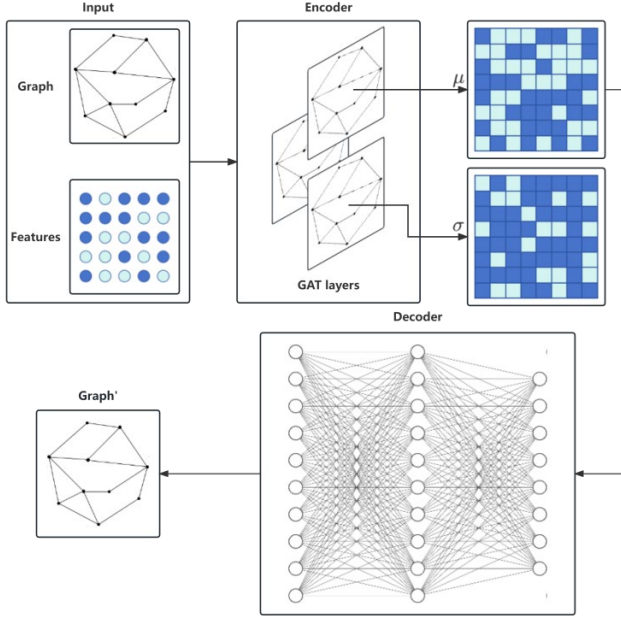 Input
Encoder
Graph
μ
Features
σ
GAT layers
Decoder
Graph'